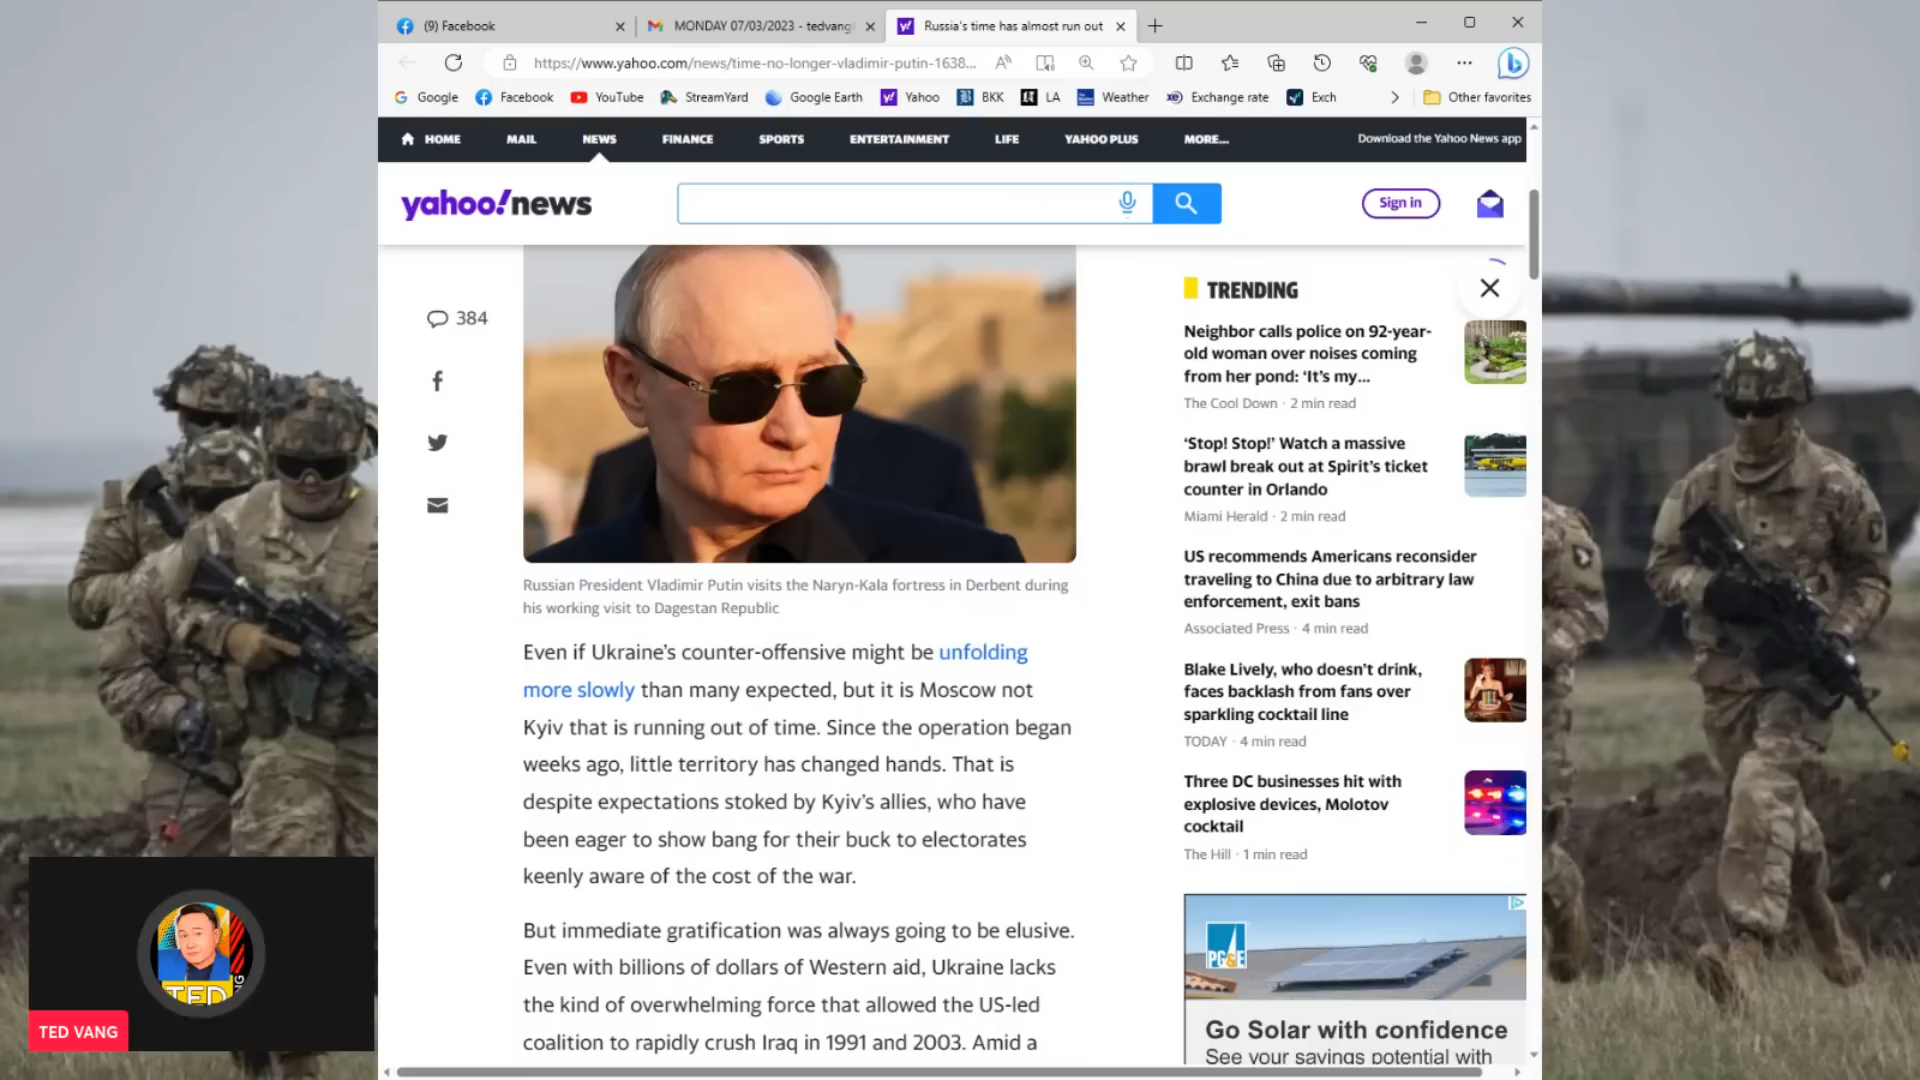 (9) Facebook
MONDAY 07/03/2023 - tedvang
Russia's time has almost run out
https://www.yahoo.com/news/time-no-longer-vladimir-putin-1638...
Google
Facebook
YouTube
StreamYard
Google Earth
Yahoo
BKK
LA
Weather
Exchange rate
Exch
Other favorites
HOME
MAIL
NEWS
FINANCE
SPORTS
ENTERTAINMENT
LIFE
YAHOO PLUS
MORE...
Download the Yahoo News app
yahoo!news
Sign in
384
Russian President Vladimir Putin visits the Naryn-Kala fortress in Derbent during
his working visit to Dagestan Republic
Even if Ukraine’s counter-offensive might be unfolding
more slowly than many expected, but it is Moscow not
Kyiv that is running out of time. Since the operation began
weeks ago, little territory has changed hands. That is
despite expectations stoked by Kyiv’s allies, who have
been eager to show bang for their buck to electorates
keenly aware of the cost of the war.
But immediate gratification was always going to be elusive.
Even with billions of dollars of Western aid, Ukraine lacks
the kind of overwhelming force that allowed the US-led
coalition to rapidly crush Iraq in 1991 and 2003. Amid a
TRENDING
Neighbor calls police on 92-year-
old woman over noises coming
from her pond: ‘It’s my...
The Cool Down · 2 min read
‘Stop! Stop!’ Watch a massive
brawl break out at Spirit’s ticket
counter in Orlando
Miami Herald · 2 min read
US recommends Americans reconsider
traveling to China due to arbitrary law
enforcement, exit bans
Associated Press · 4 min read
Blake Lively, who doesn’t drink,
faces backlash from fans over
sparkling cocktail line
TODAY · 4 min read
Three DC businesses hit with
explosive devices, Molotov
cocktail
The Hill · 1 min read
PG&E
Go Solar with confidence
See your savings potential with
TED
TED VANG